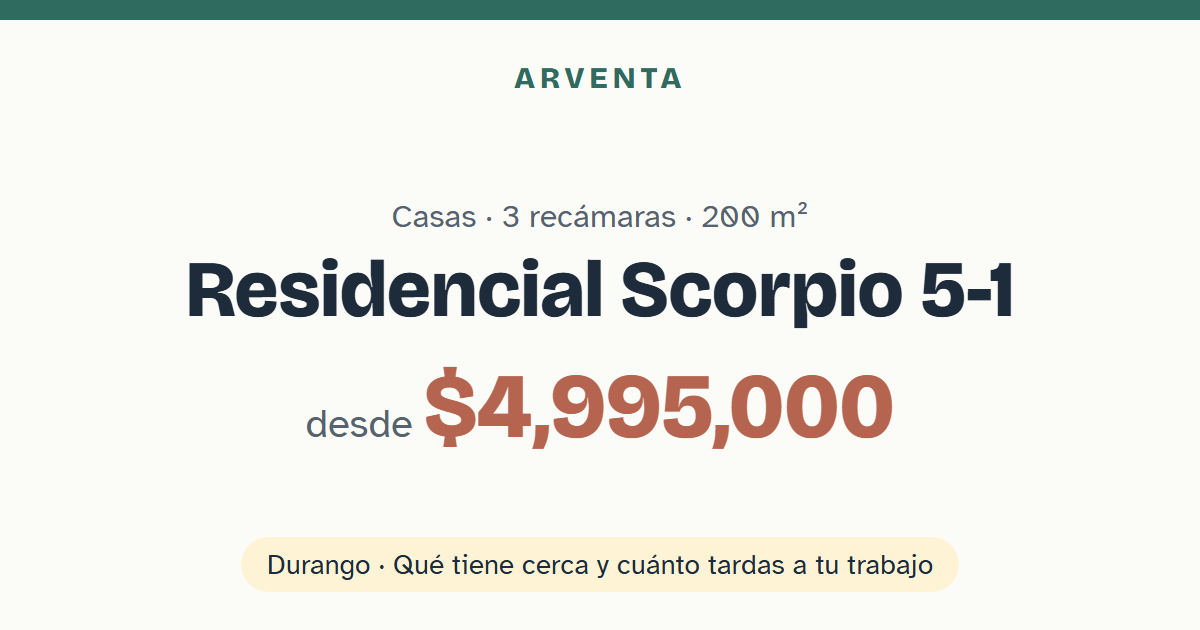 ARVENTA
Casas · 3 recámaras · 200 m²
Residencial Scorpio 5-1
desde $4,995,000
Durango · Qué tiene cerca y cuánto tardas a tu trabajo